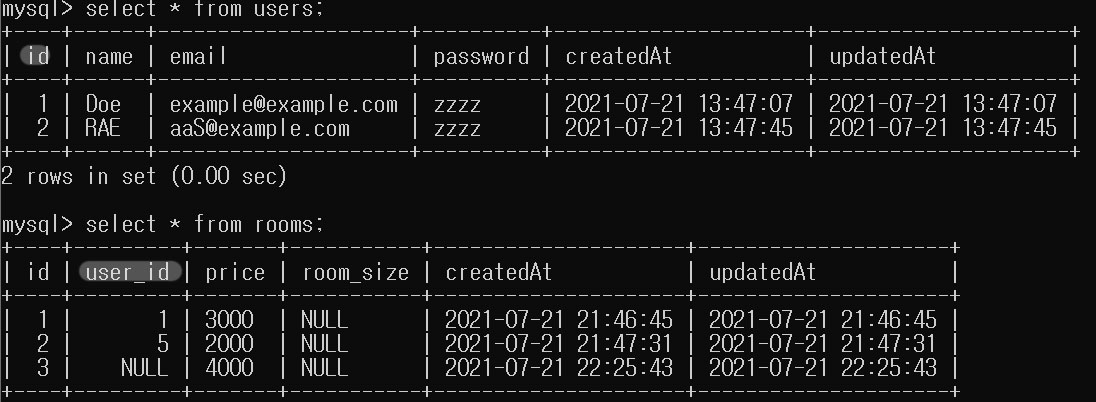 mysql> select * from users;
+----+------+---------------------+----------+---------------------+---------------------+
| id | name | email | password | createdAt | updatedAt |
+----+------+---------------------+----------+---------------------+---------------------+
| 1 | Doe | example@example.com | zzzz | 2021-07-21 13:47:07 | 2021-07-21 13:47:07 |
| 2 | RAE | aaS@example.com | zzzz | 2021-07-21 13:47:45 | 2021-07-21 13:47:45 |
+----+------+---------------------+----------+---------------------+---------------------+
2 rows in set (0.00 sec)
mysql> select * from rooms;
+----+---------+-------+-----------+---------------------+---------------------+
| id | user_id | price | room_size | createdAt | updatedAt |
+----+---------+-------+-----------+---------------------+---------------------+
| 1 | 1 | 3000 | NULL | 2021-07-21 21:46:45 | 2021-07-21 21:46:45 |
| 2 | 5 | 2000 | NULL | 2021-07-21 21:47:31 | 2021-07-21 21:47:31 |
| 3 | NULL | 4000 | NULL | 2021-07-21 22:25:43 | 2021-07-21 22:25:43 |
+----+---------+-------+-----------+---------------------+---------------------+